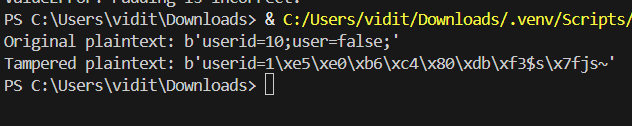 ValueError: Padding is incorrect.
PS C:\Users\vidit\Downloads> & C:/Users/vidit/Downloads/.venv/Scripts/
Original plaintext: b'userid=10;user=false;'
Tampered plaintext: b'userid=1\xe5\xe0\xb6\xc4\x80\xdb\xf3$s\x7fjs~'
PS C:\Users\vidit\Downloads>